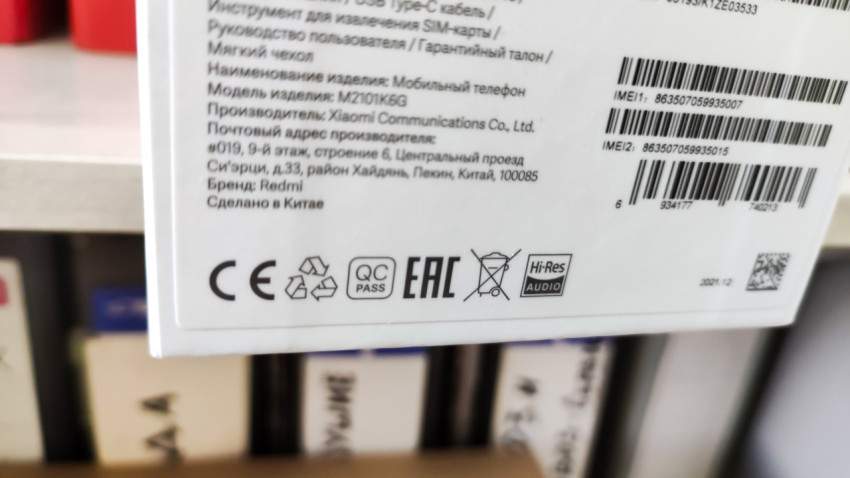 USB Type-C кабель /
Инструмент для извлечения SIM-карты /
Руководство пользователя / Гарантийный талон /
Мягкий чехол
Наименование изделия: Мобильный телефон
Модель изделия: M2101K6G
Производитель: Xiaomi Communications Co., Ltd.
Почтовый адрес производителя:
#019, 9-й этаж, строение 6, Центральный проезд
Си'эрци, д.33, район Хайдянь, Пекин, Китай, 100085
Бренд: Redmi
Сделано в Китае
/K1ZE03533
IMEI1: 863507059935007
IMEI2: 863507059935015
6 934177 740213
CE
QC
PASS
EAC
Hi-Res
AUDIO
2021.12